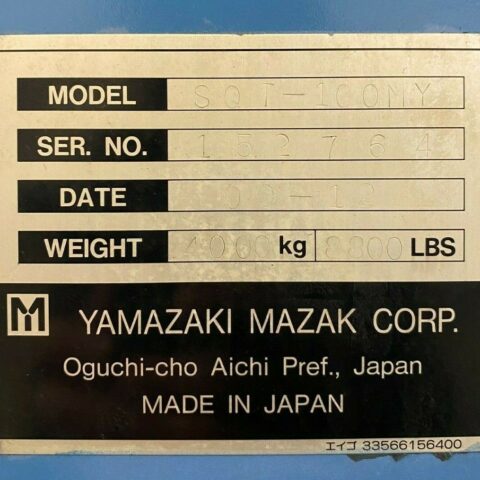 MODEL SQT-100MY
SER. NO. 152764
DATE
WEIGHT 4000 kg 8800 LBS
M YAMAZAKI MAZAK CORP.
Oguchi-cho Aichi Pref., Japan
MADE IN JAPAN
エイコ 33566156400